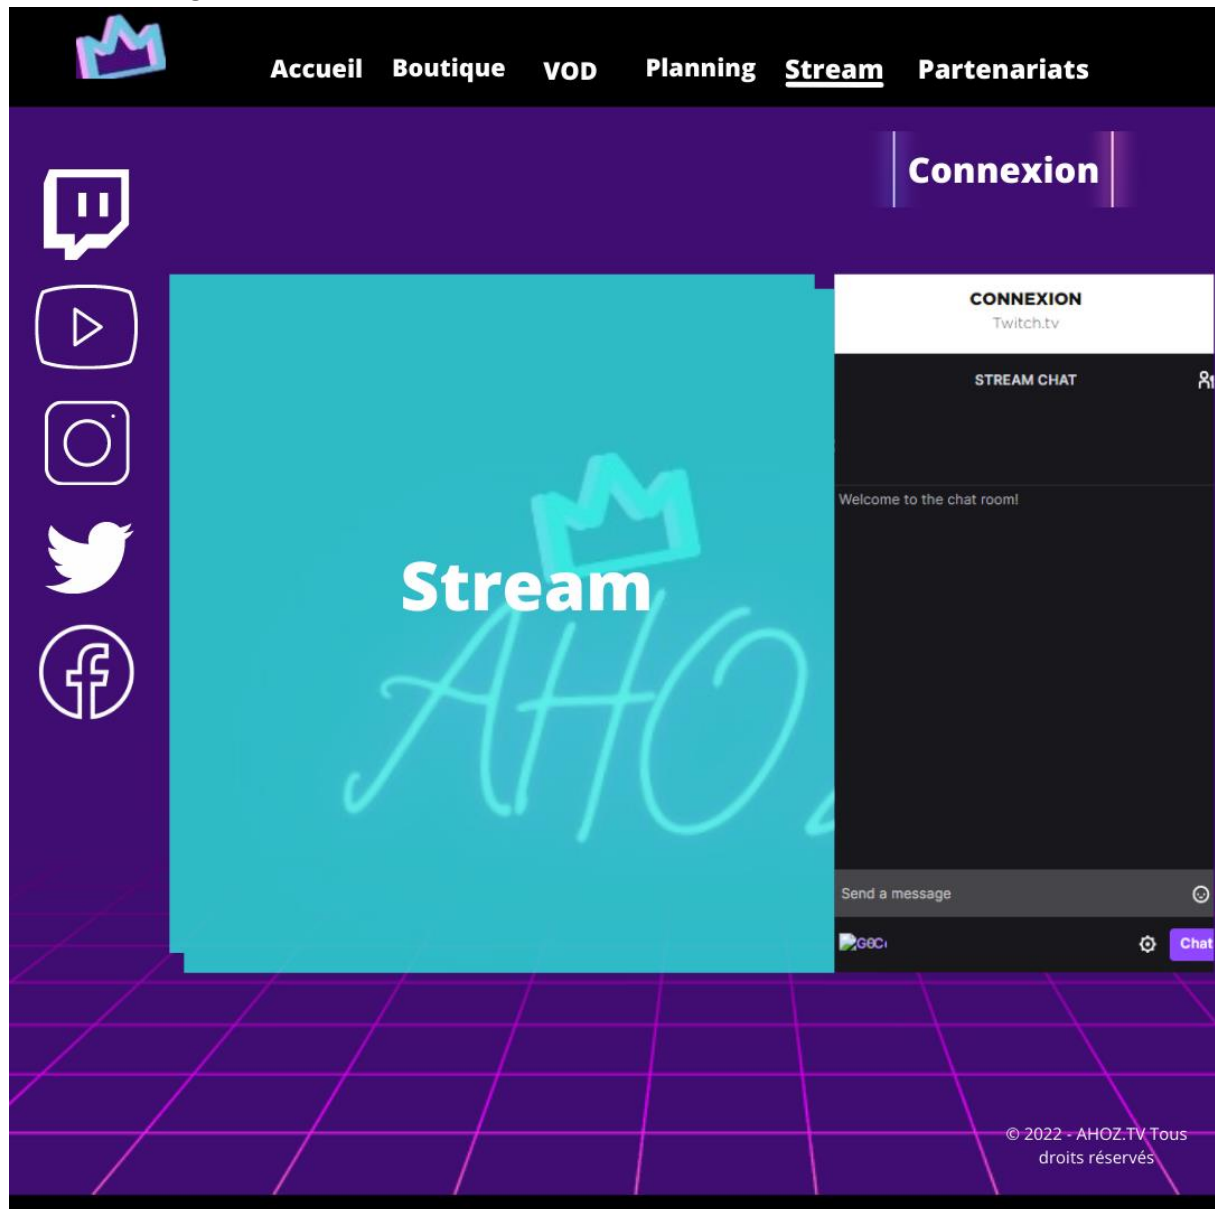 Accueil Boutique VOD Planning Stream Partenariats
Connexion
CONNEXION
Twitch.tv
STREAM CHAT
Welcome to the chat room!
Stream
AHO
Send a message
Chat
© 2022 - AHOZ.TV Tous
droits réservés